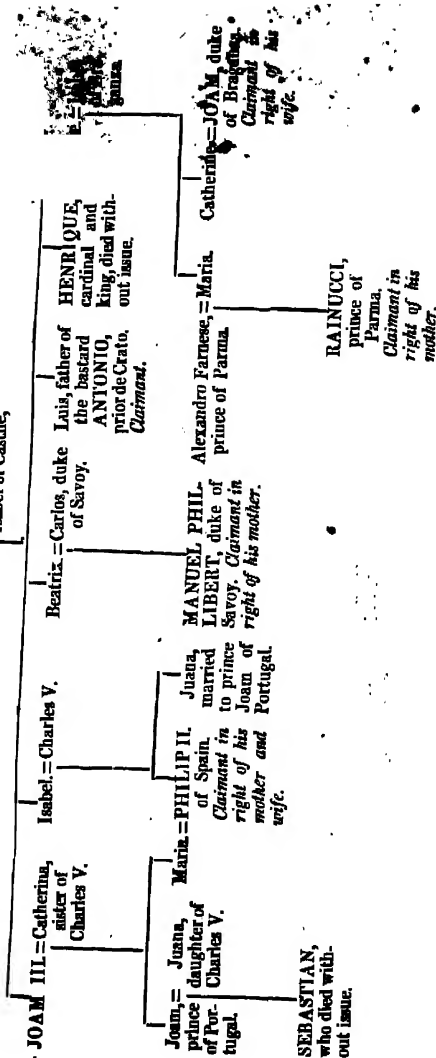 Isabel of Castile,
JOAM III.=Catherina,
sister of
Charles V.
Isabel.=Charles V.
Beatrix.=Carlos, duke
of Savoy.
Luis, father of
the bastard
ANTONIO,
prior de Crato.
Claimant.
HENRIQUE,
cardinal and
king, died with-
out issue.
ganza.
Joam,= Juana,
prince daughter of
of Por- Charles V.
tugal.
Maria.=PHILIP II.
of Spain.
Claimant in
right of his
mother and
wife.
Juana,
married
to prince
Joam of
Portugal.
MANUEL PHIL-
LIBERT, duke of
Savoy. Claimant in
right of his mother.
Alexandro Farnese,=Maria.
prince of Parma.
Catherine.=JOAM, duke
of Braganza.
Claimant in
right of his
wife.
SEBASTIAN,
who died with-
out issue.
RAINUCCI,
prince of
Parma.
Claimant in
right of his
mother.